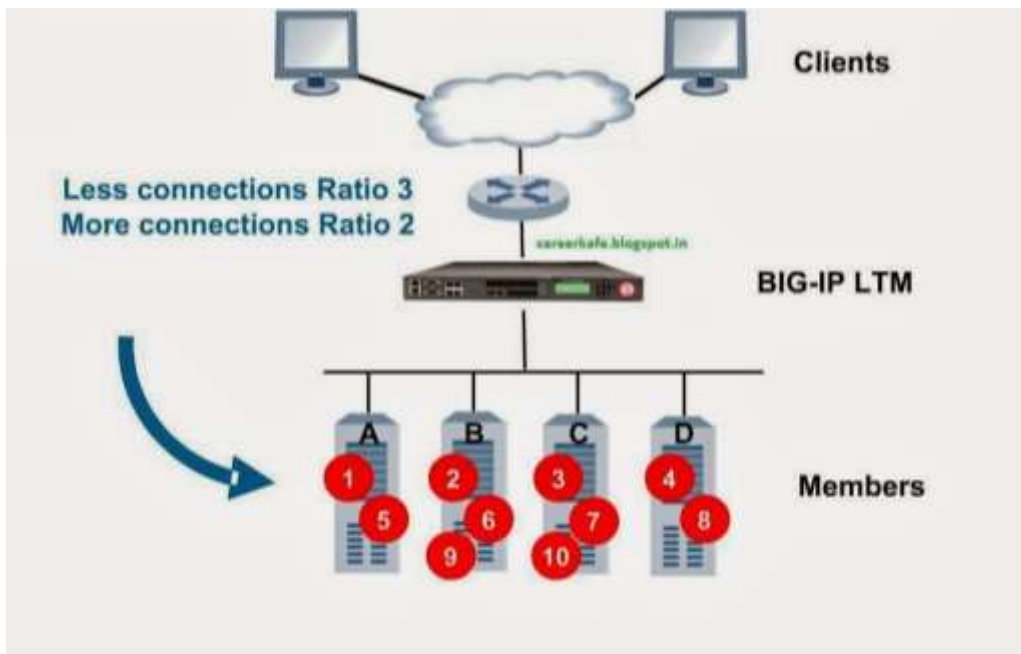 Clients
Less connections Ratio 3
More connections Ratio 2
careerkafe.blogspot.in
BIG-IP LTM
A B C D
1 2 3 4
5 6 7 8
9 10
Members